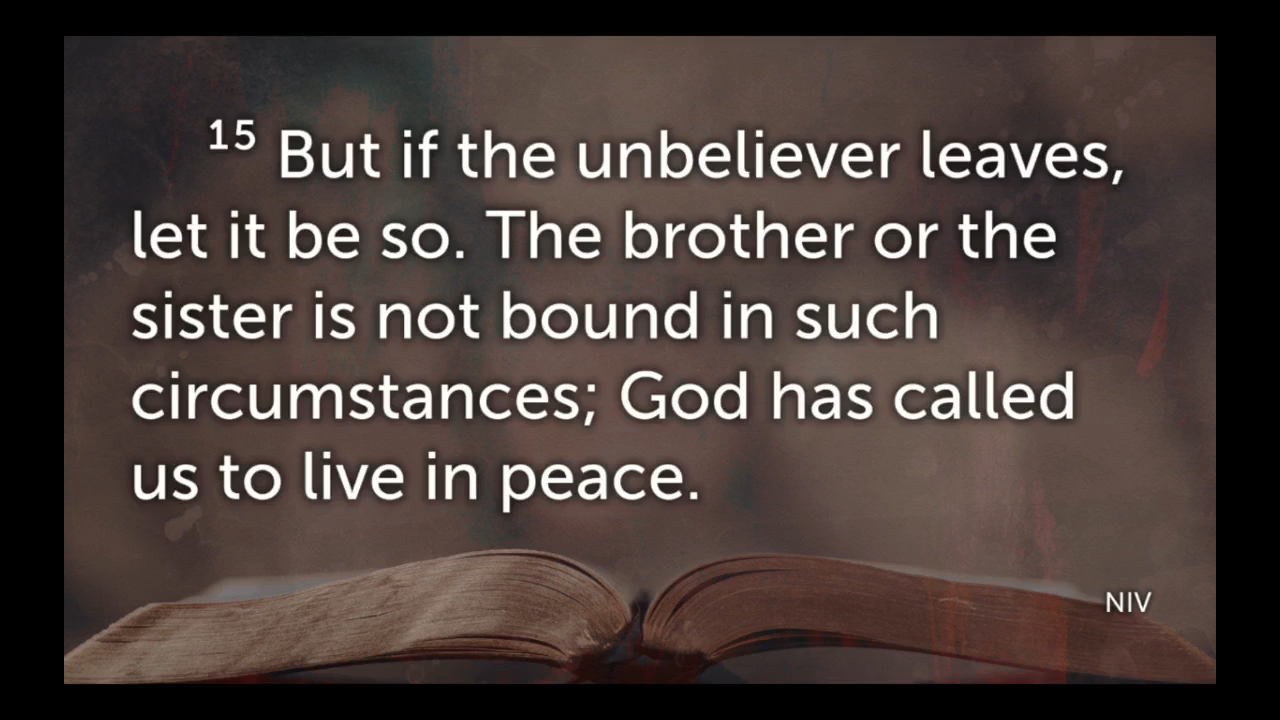 15 But if the unbeliever leaves,
let it be so. The brother or the
sister is not bound in such
circumstances; God has called
us to live in peace.
NIV